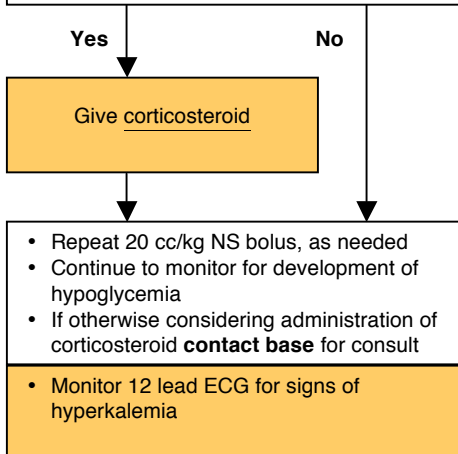 Yes No
Give corticosteroid
• Repeat 20 cc/kg NS bolus, as needed
• Continue to monitor for development of
hypoglycemia
• If otherwise considering administration of
corticosteroid contact base for consult
• Monitor 12 lead ECG for signs of
hyperkalemia